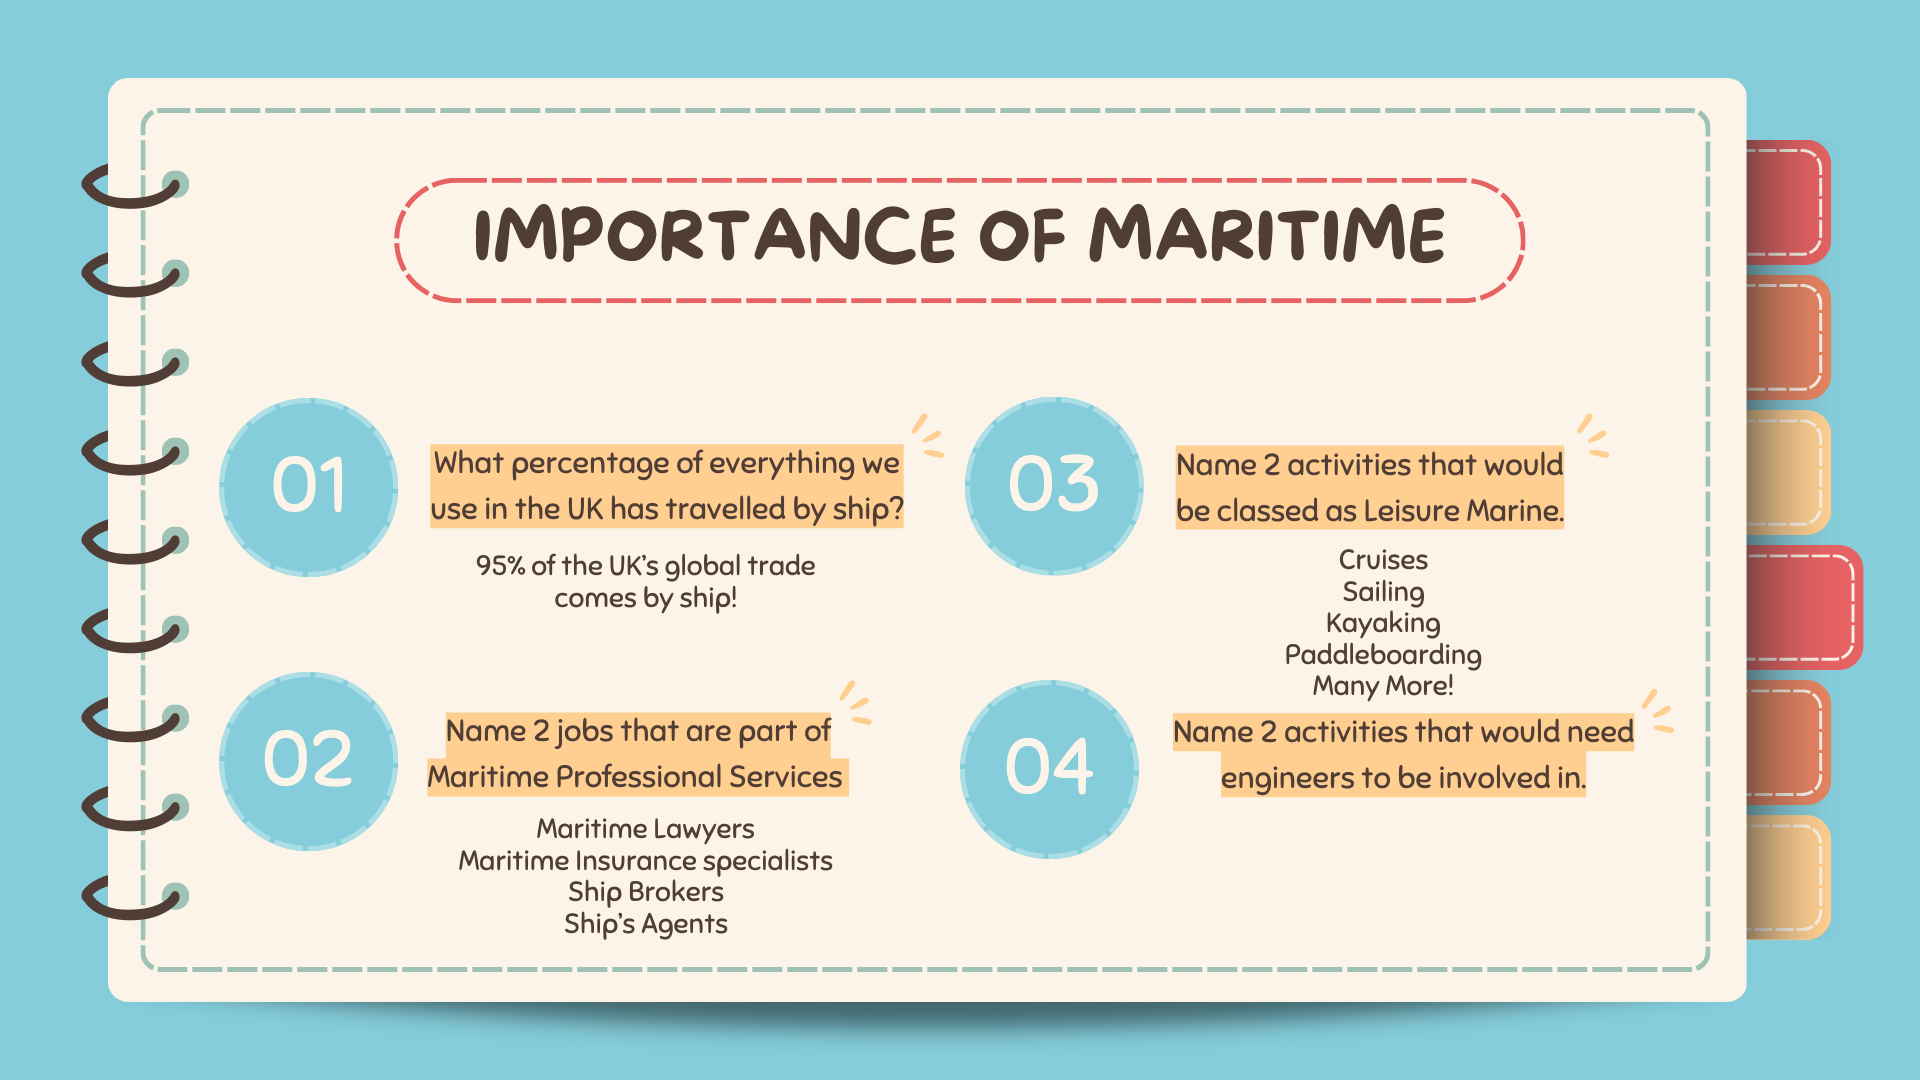 IMPORTANCE OF MARITIME
01
What percentage of everything we
use in the UK has travelled by ship?
95% of the UK's global trade
comes by ship!
02
Name 2 jobs that are part of
Maritime Professional Services
Maritime Lawyers
Maritime Insurance specialists
Ship Brokers
Ship's Agents
03
Name 2 activities that would
be classed as Leisure Marine.
Cruises
Sailing
Kayaking
Paddleboarding
Many More!
04
Name 2 activities that would need
engineers to be involved in.